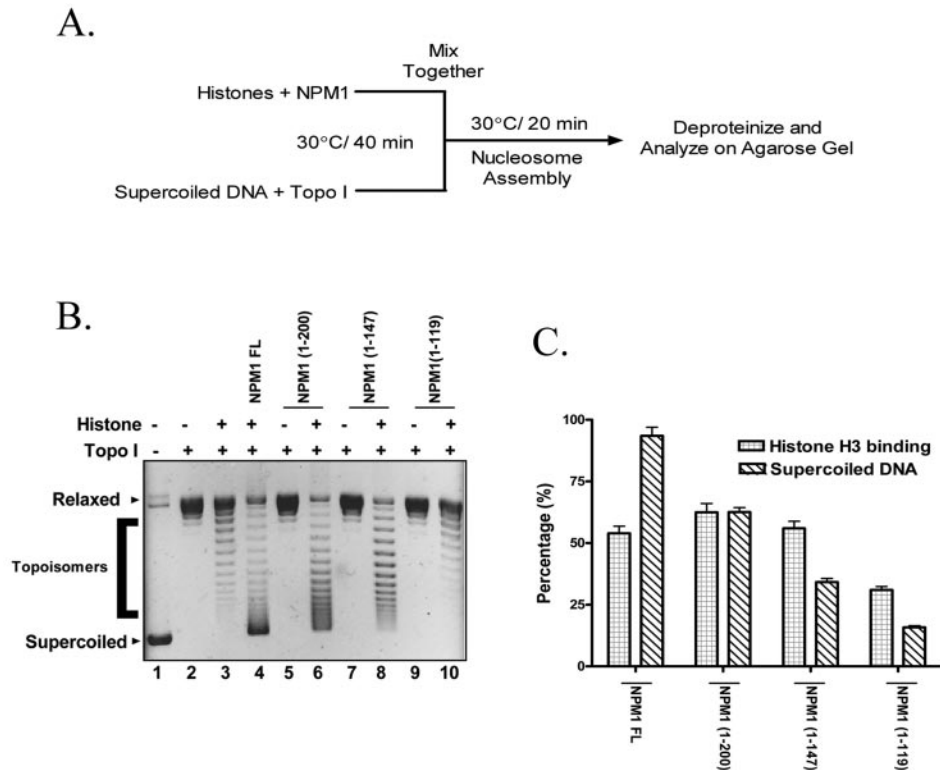 A.
Mix
Together
Histones + NPM1
30°C/ 40 min
30°C/ 20 min
Nucleosome
Assembly
Deproteinize and
Analyze on Agarose Gel
Supercoiled DNA + Topo I
B.
NPM1 FL
NPM1 (1-200)
NPM1 (1-147)
NPM1(1-119)
Histone - - + + - + - + - +
Topo I - + + + + + + + + +
Relaxed
Topoisomers
Supercoiled
1 2 3 4 5 6 7 8 9 10
C.
Percentage (%)
100
75
50
25
0
Histone H3 binding
Supercoiled DNA
NPM1 FL
NPM1 (1-200)
NPM1 (1-147)
NPM1 (1-119)